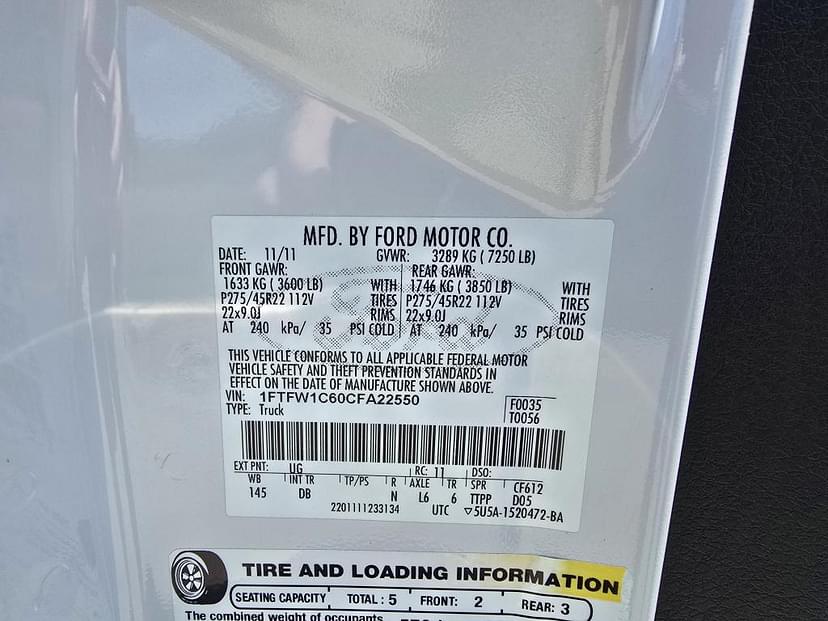 MFD. BY FORD MOTOR CO.
DATE: 11/11 GVWR: 3289 KG ( 7250 LB)
FRONT GAWR: REAR GAWR:
1633 KG ( 3600 LB) WITH 1746 KG ( 3850 LB) WITH
P275/45R22 112V TIRES P275/45R22 112V TIRES
22x9.0J RIMS 22x9.0J RIMS
AT 240 kPa/ 35 PSI COLD AT 240 kPa/ 35 PSI COLD
Ford
THIS VEHICLE CONFORMS TO ALL APPLICABLE FEDERAL MOTOR
VEHICLE SAFETY AND THEFT PREVENTION STANDARDS IN
EFFECT ON THE DATE OF MANUFACTURE SHOWN ABOVE.
VIN: 1FTFW1C60CFA22550 F0035
TYPE: Truck T0056
EXT PNT: UG RC: 11 DSO:
WB INT TR TP/PS R AXLE TR SPR CF612
145 DB N L6 6 TTPP D05
2201111233134 UTC ▽5U5A-1520472-BA
TIRE AND LOADING INFORMATION
SEATING CAPACITY TOTAL : 5 FRONT: 2 REAR: 3
The combined weight of occupants